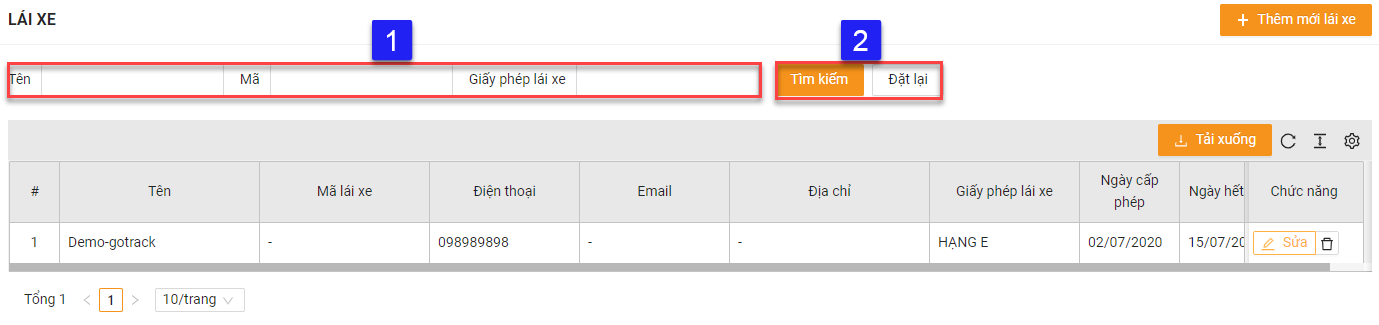 LÁI XE
+ Thêm mới lái xe
1
2
Tên
Mã
Giấy phép lái xe
Tìm kiếm
Đặt lại
Tải xuống
# Tên Mã lái xe Điện thoại Email Địa chỉ Giấy phép lái xe Ngày cấp phép Ngày hết Chức năng
1 Demo-gotrack - 098989898 - - HẠNG E 02/07/2020 15/07/20 Sửa
Tổng 1 < 1 > 10/trang